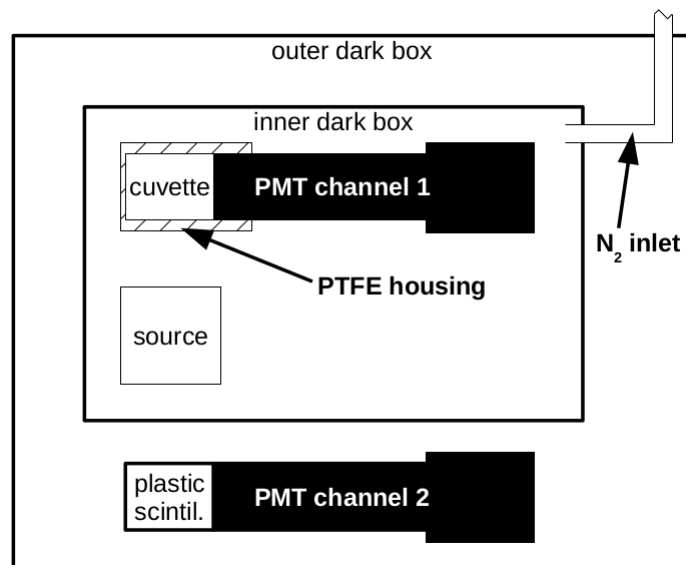 outer dark box
inner dark box
cuvette
PMT channel 1
N₂ inlet
PTFE housing
source
plastic
scintil.
PMT channel 2